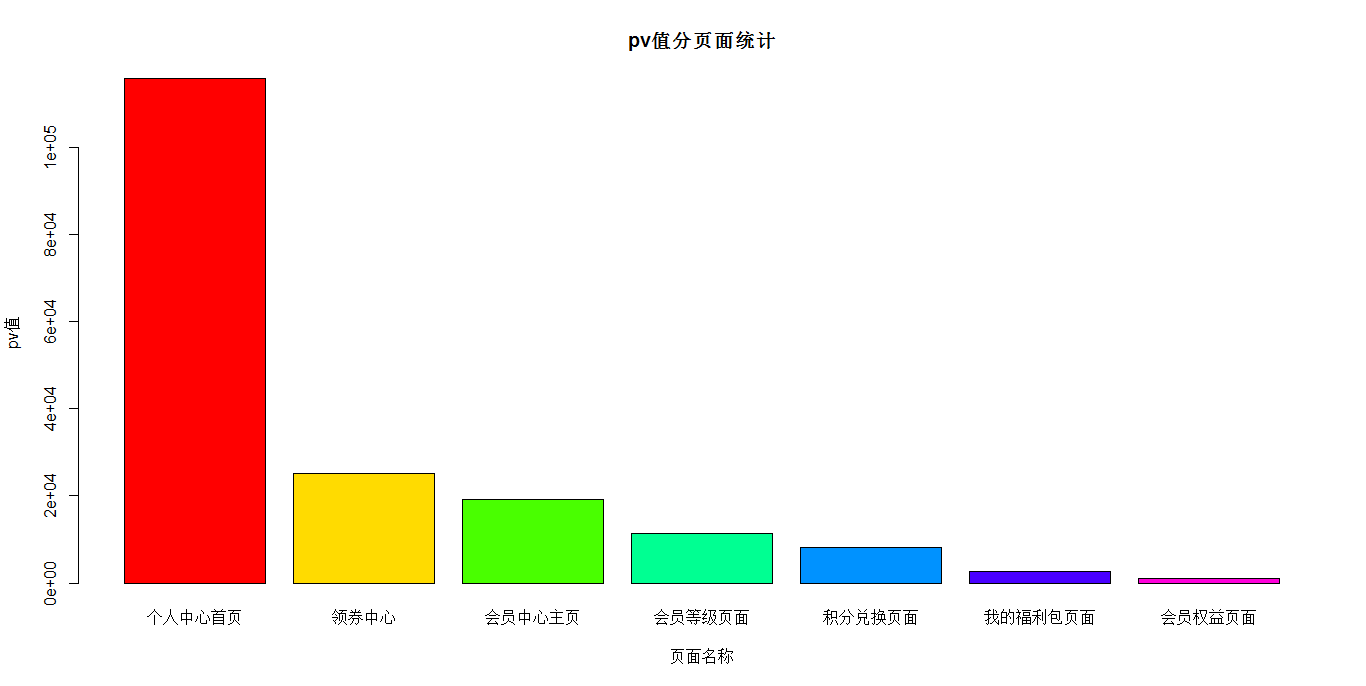 pv值分页面统计
1e+05
8e+04
6e+04
4e+04
2e+04
0e+00
pv值
个人中心首页
领券中心
会员中心主页
会员等级页面
积分兑换页面
我的福利包页面
会员权益页面
页面名称